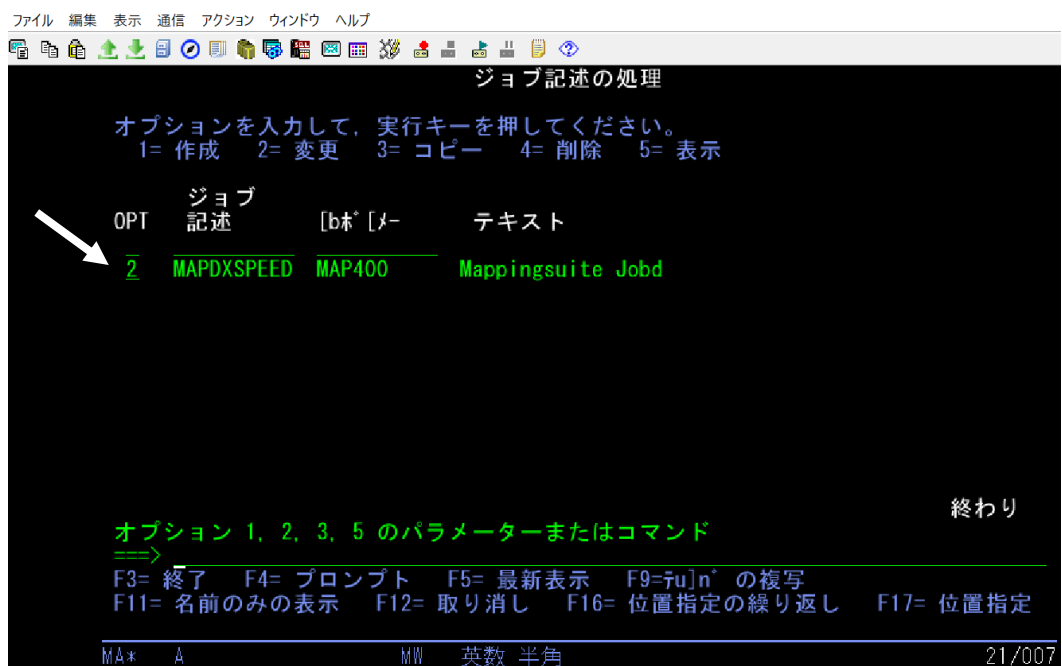 ファイル 編集 表示 通信 アクション ウィンドウ ヘルプ
ジョブ記述の処理
オプションを入力して, 実行キーを押してください。
1= 作成 2= 変更 3= コピー 4= 削除 5= 表示
ジョブ
OPT 記述 [bﾎﾞ[ﾒｰ テキスト
2 MAPDXSPEED MAP400 Mappingsuite Jobd
終わり
オプション 1, 2, 3, 5 のパラメーターまたはコマンド
===>
F3= 終了 F4= プロンプト F5= 最新表示 F9=ﾃu]nﾞ の複写
F11= 名前のみの表示 F12= 取り消し F16= 位置指定の繰り返し F17= 位置指定
MA* A MW 英数 半角 21/007